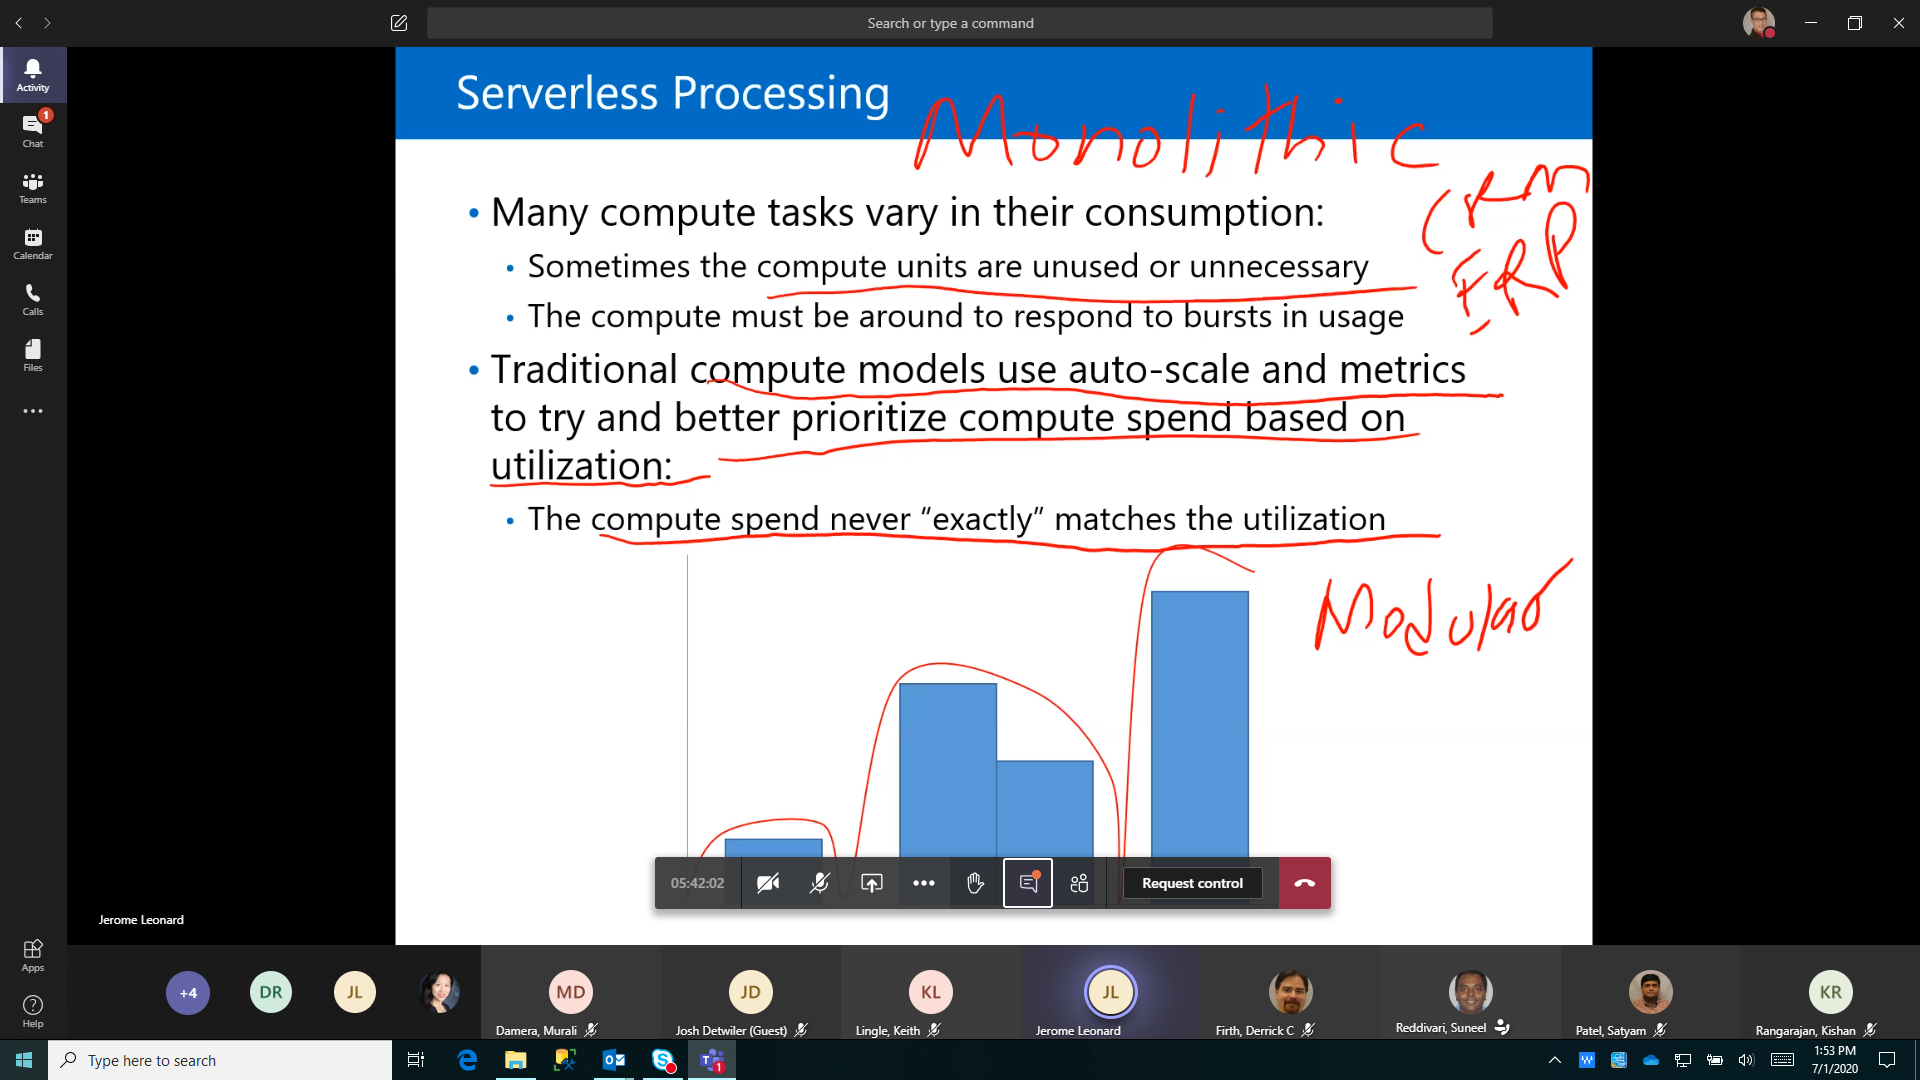 Search or type a command
Activity
1
Chat
Teams
Calendar
Calls
Files
Apps
Help
Serverless Processing
Monolithic
CRM
ERP
• Many compute tasks vary in their consumption:
• Sometimes the compute units are unused or unnecessary
• The compute must be around to respond to bursts in usage
• Traditional compute models use auto-scale and metrics
to try and better prioritize compute spend based on
utilization:
• The compute spend never “exactly” matches the utilization
Modular
05:42:02
Request control
Jerome Leonard
+4
DR
JL
MD
Damera, Murali
JD
Josh Detwiler (Guest)
KL
Lingle, Keith
JL
Jerome Leonard
Firth, Derrick C
Reddivari, Suneel
Patel, Satyam
KR
Rangarajan, Kishan
Type here to search
1:53 PM
7/1/2020